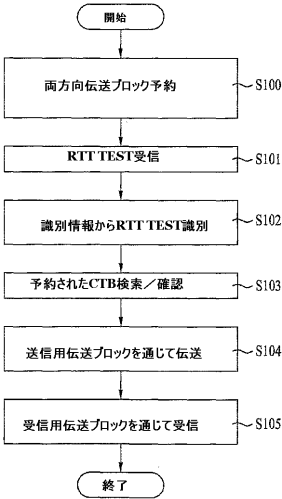 開始
両方向伝送ブロック予約
S100
RTT TEST受信
S101
識別情報からRTT TEST識別
S102
予約されたCTB検索／確認
S103
送信用伝送ブロックを通じて伝送
S104
受信用伝送ブロックを通じて受信
S105
終了